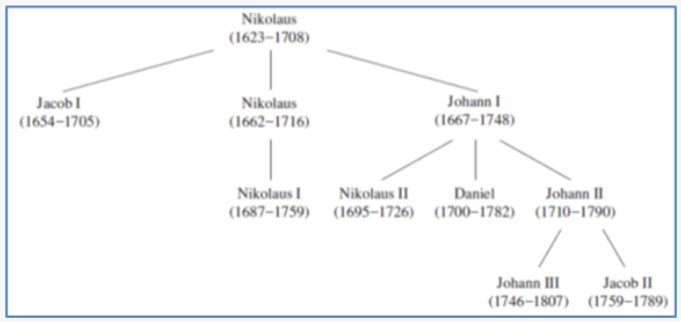 Nikolaus
(1623–1708)
Jacob I
(1654–1705)
Nikolaus
(1662–1716)
Johann I
(1667–1748)
Nikolaus I
(1687–1759)
Nikolaus II
(1695–1726)
Daniel
(1700–1782)
Johann II
(1710–1790)
Johann III
(1746–1807)
Jacob II
(1759–1789)